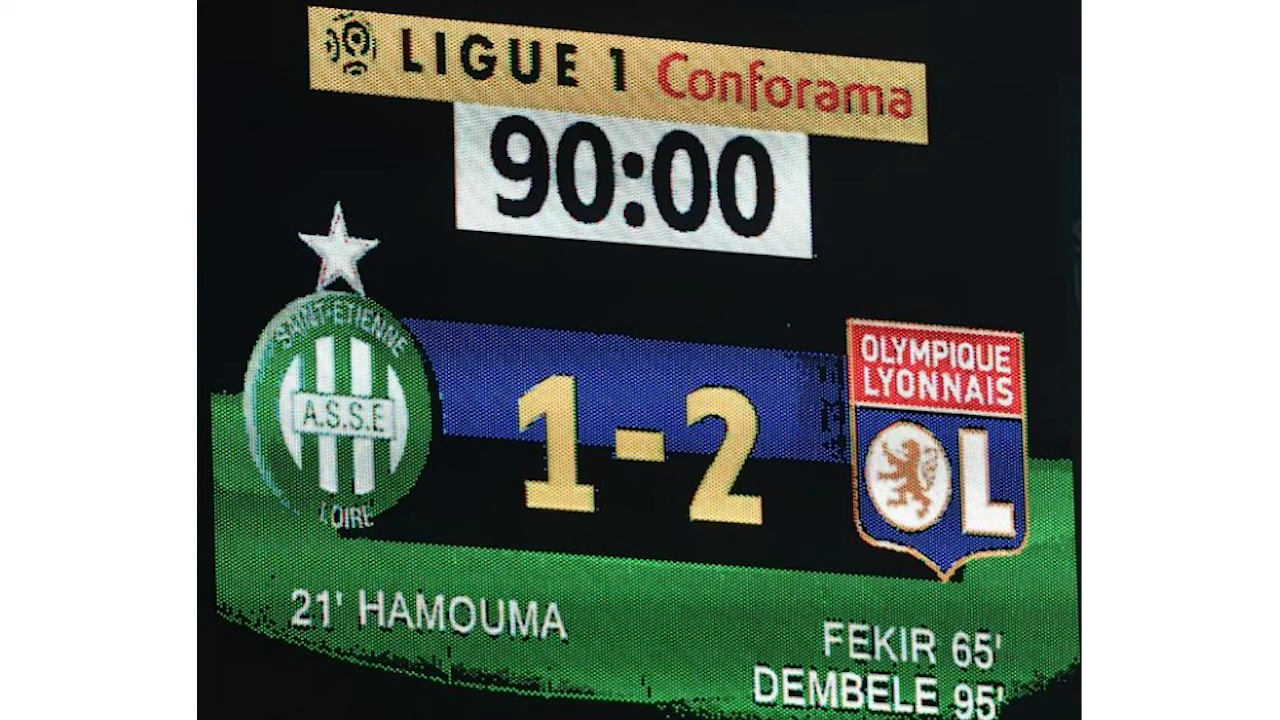 LIGUE 1 Conforama
90:00
SAINT-ETIENNE
A.S.S.E
LOIRE
1-2
OLYMPIQUE
LYONNAIS
OL
21' HAMOUMA
FEKIR 65'
DEMBELE 95'